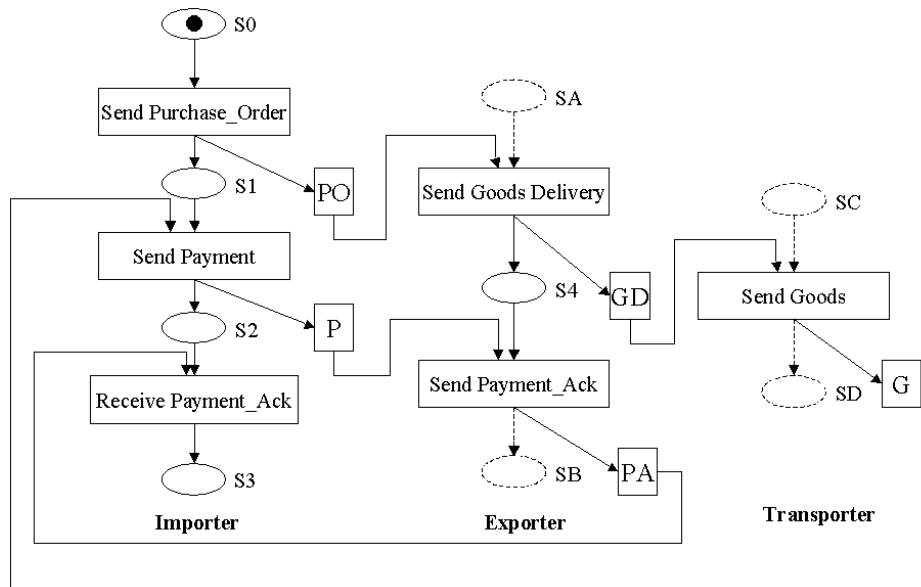 S0
Send Purchase_Order
SA
S1
PO
Send Goods Delivery
SC
Send Payment
S4
GD
Send Goods
S2
P
Receive Payment_Ack
Send Payment_Ack
SD
G
S3
SB
PA
Importer
Exporter
Transporter